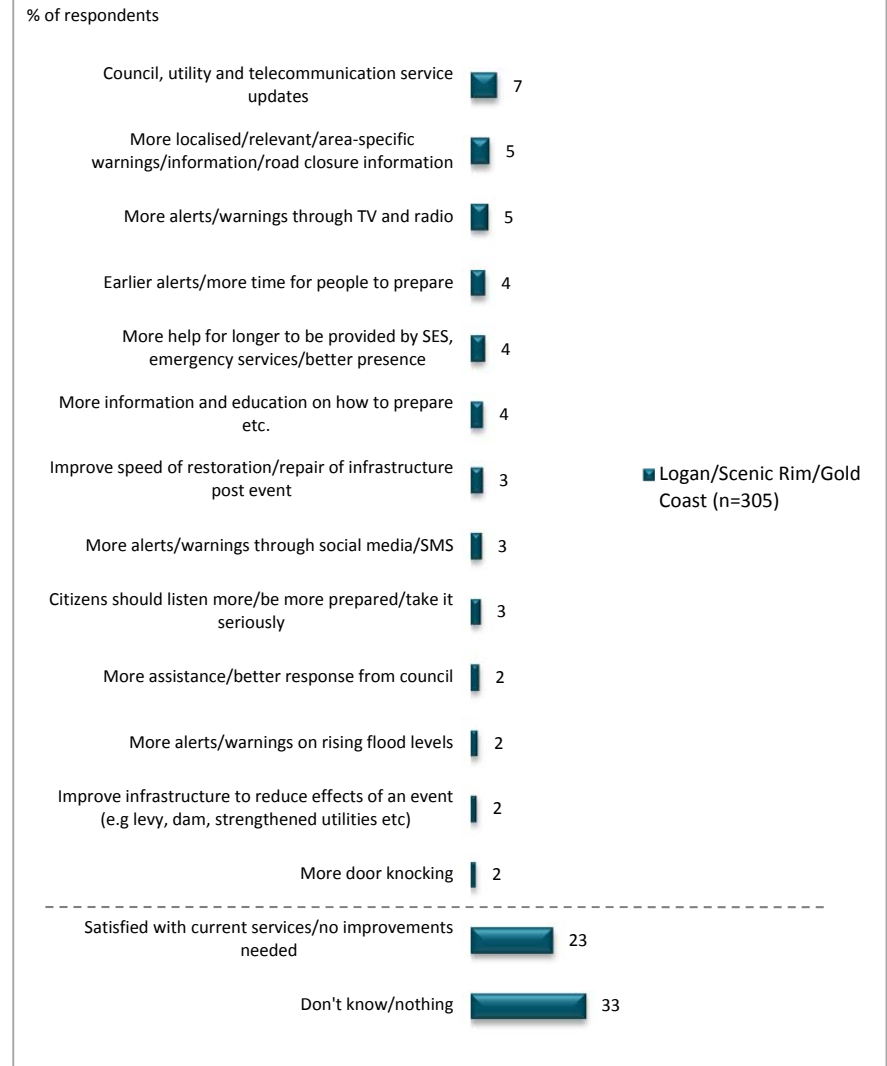 % of respondents
Council, utility and telecommunication service
updates
7
More localised/relevant/area-specific
warnings/information/road closure information
5
More alerts/warnings through TV and radio
5
Earlier alerts/more time for people to prepare
4
More help for longer to be provided by SES,
emergency services/better presence
4
More information and education on how to prepare
etc.
4
Improve speed of restoration/repair of infrastructure
post event
3
Logan/Scenic Rim/Gold
Coast (n=305)
More alerts/warnings through social media/SMS
3
Citizens should listen more/be more prepared/take it
seriously
3
More assistance/better response from council
2
More alerts/warnings on rising flood levels
2
Improve infrastructure to reduce effects of an event
(e.g levy, dam, strengthened utilities etc)
2
More door knocking
2
Satisfied with current services/no improvements
needed
23
Don't know/nothing
33